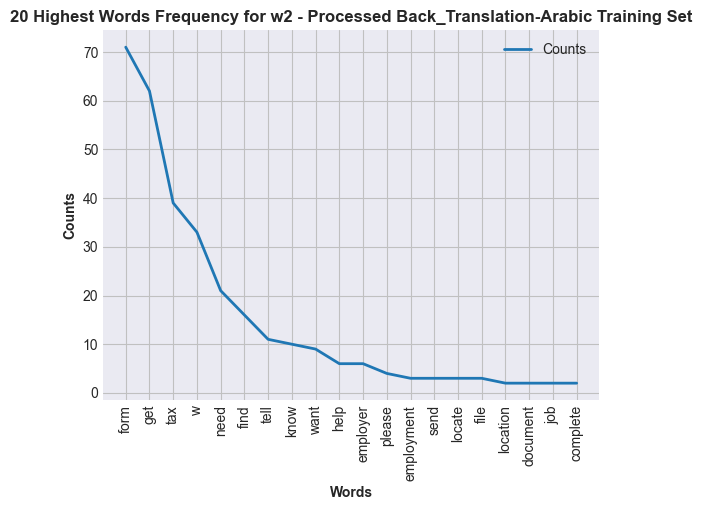 20 Highest Words Frequency for w2 - Processed Back_Translation-Arabic Training Set
Counts
70
60
50
40
30
20
10
0
Counts
form
get
tax
w
need
find
tell
know
want
help
employer
please
employment
send
locate
file
location
document
job
complete
Words